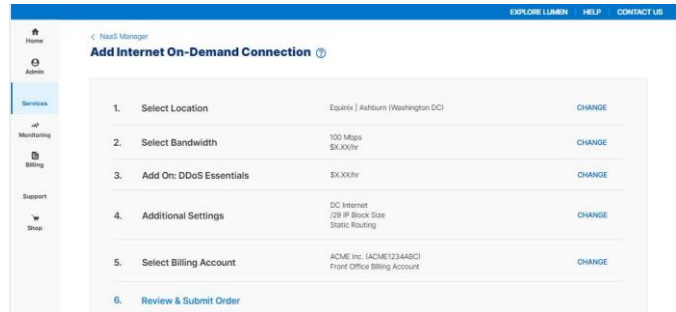 EXPLORE LUMEN HELP CONTACT US
Home
Admin
Services
Monitoring
Billing
Support
Shop
< NaaS Manager
Add Internet On-Demand Connection ?
1. Select Location Equinix | Ashburn (Washington DC) CHANGE
2. Select Bandwidth 100 Mbps
$X.XX/hr CHANGE
3. Add On: DDoS Essentials $X.XX/hr CHANGE
4. Additional Settings DC Internet
/29 IP Block Size
Static Routing CHANGE
5. Select Billing Account ACME Inc. (ACME1234ABC)
Front Office Billing Account CHANGE
6. Review & Submit Order